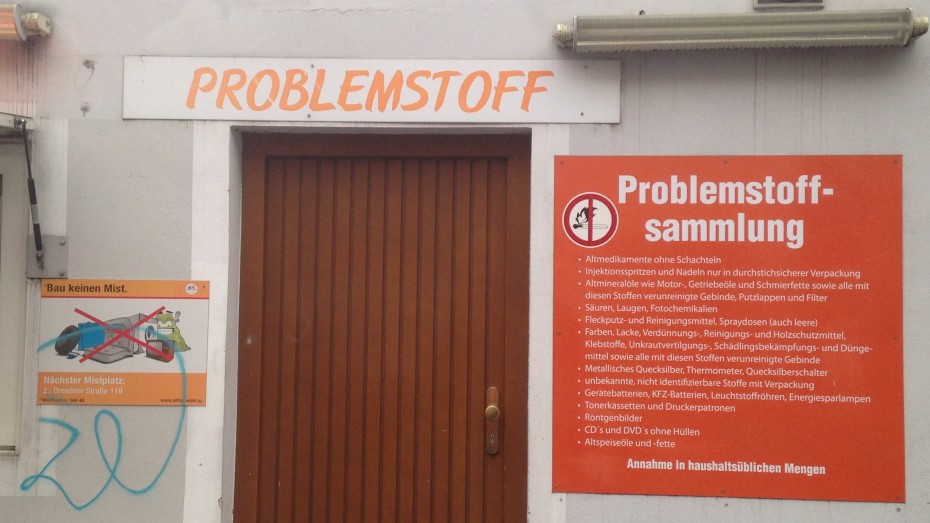 PROBLEMSTOFF
Problemstoff-
sammlung
• Altmedikamente ohne Schachteln
• Injektionsspritzen und Nadeln nur in durchstichsicherer Verpackung
• Altmineralöle wie Motor-, Getriebeöle und Schmierfette sowie alle mit
diesen Stoffen verunreinigte Gebinde, Putzlappen und Filter
• Säuren, Laugen, Fotochemikalien
• Fleckputz- und Reinigungsmittel, Spraydosen (auch leere)
• Farben, Lacke, Verdünnungs-, Reinigungs- und Holzschutzmittel,
Klebstoffe, Unkrautvertilgungs-, Schädlingsbekämpfungs- und Dünge-
mittel sowie alle mit diesen Stoffen verunreinigte Gebinde
• Metallisches Quecksilber, Thermometer, Quecksilberschalter
• unbekannte, nicht identifizierbare Stoffe mit Verpackung
• Gerätebatterien, KFZ-Batterien, Leuchtstoffröhren, Energiesparlampen
• Tonerkassetten und Druckerpatronen
• Röntgenbilder
• CD´s und DVD´s ohne Hüllen
• Altspeiseöle und -fette
Annahme in haushaltsüblichen Mengen
Bau keinen Mist.
Nächster Mistplatz:
2., Dresdner Straße 119